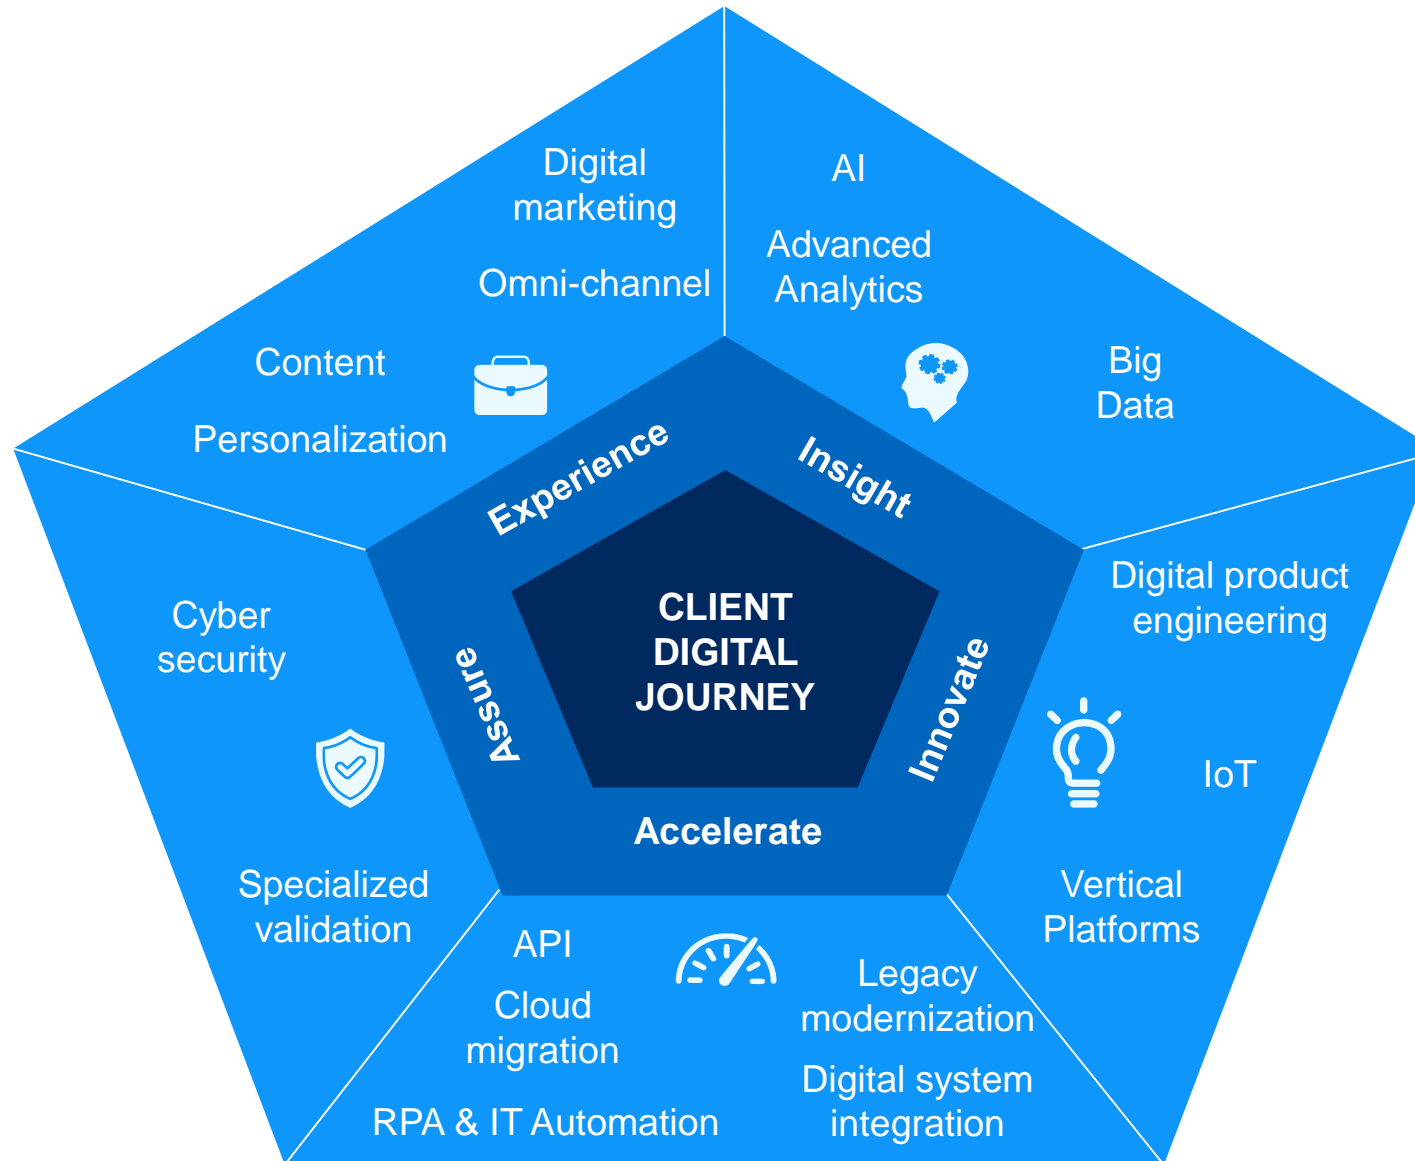 Digital
marketing
Omni-channel
Content
Personalization
Experience
AI
Advanced
Analytics
Big
Data
Insight
Digital product
engineering
IoT
Vertical
Platforms
Innovate
CLIENT
DIGITAL
JOURNEY
Cyber
security
Specialized
validation
Assure
Accelerate
API
Cloud
migration
RPA & IT Automation
Legacy
modernization
Digital system
integration